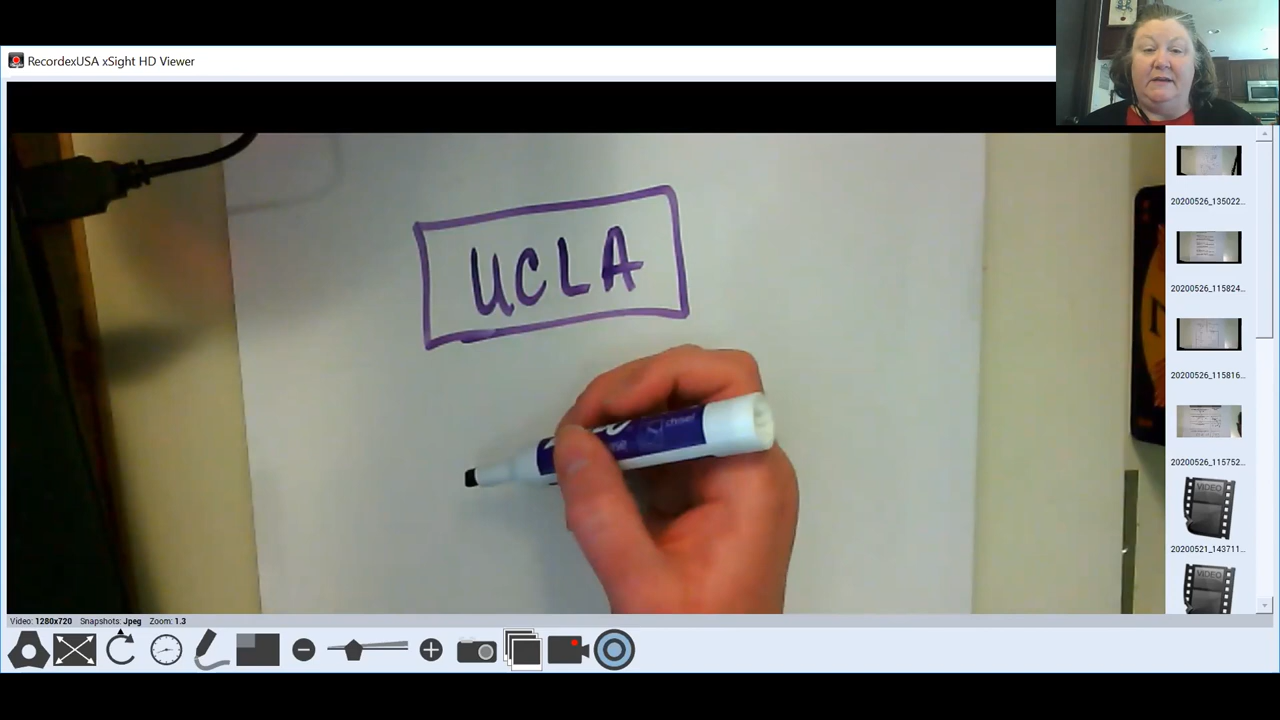 RecordexUSA xSight HD Viewer
UCLA
chisel
20200526_135022...
20200526_115824...
20200526_115816...
20200526_115752...
VIDEO
20200521_143711...
VIDEO
Video: 1280x720 Snapshots: Jpeg Zoom: 1.3